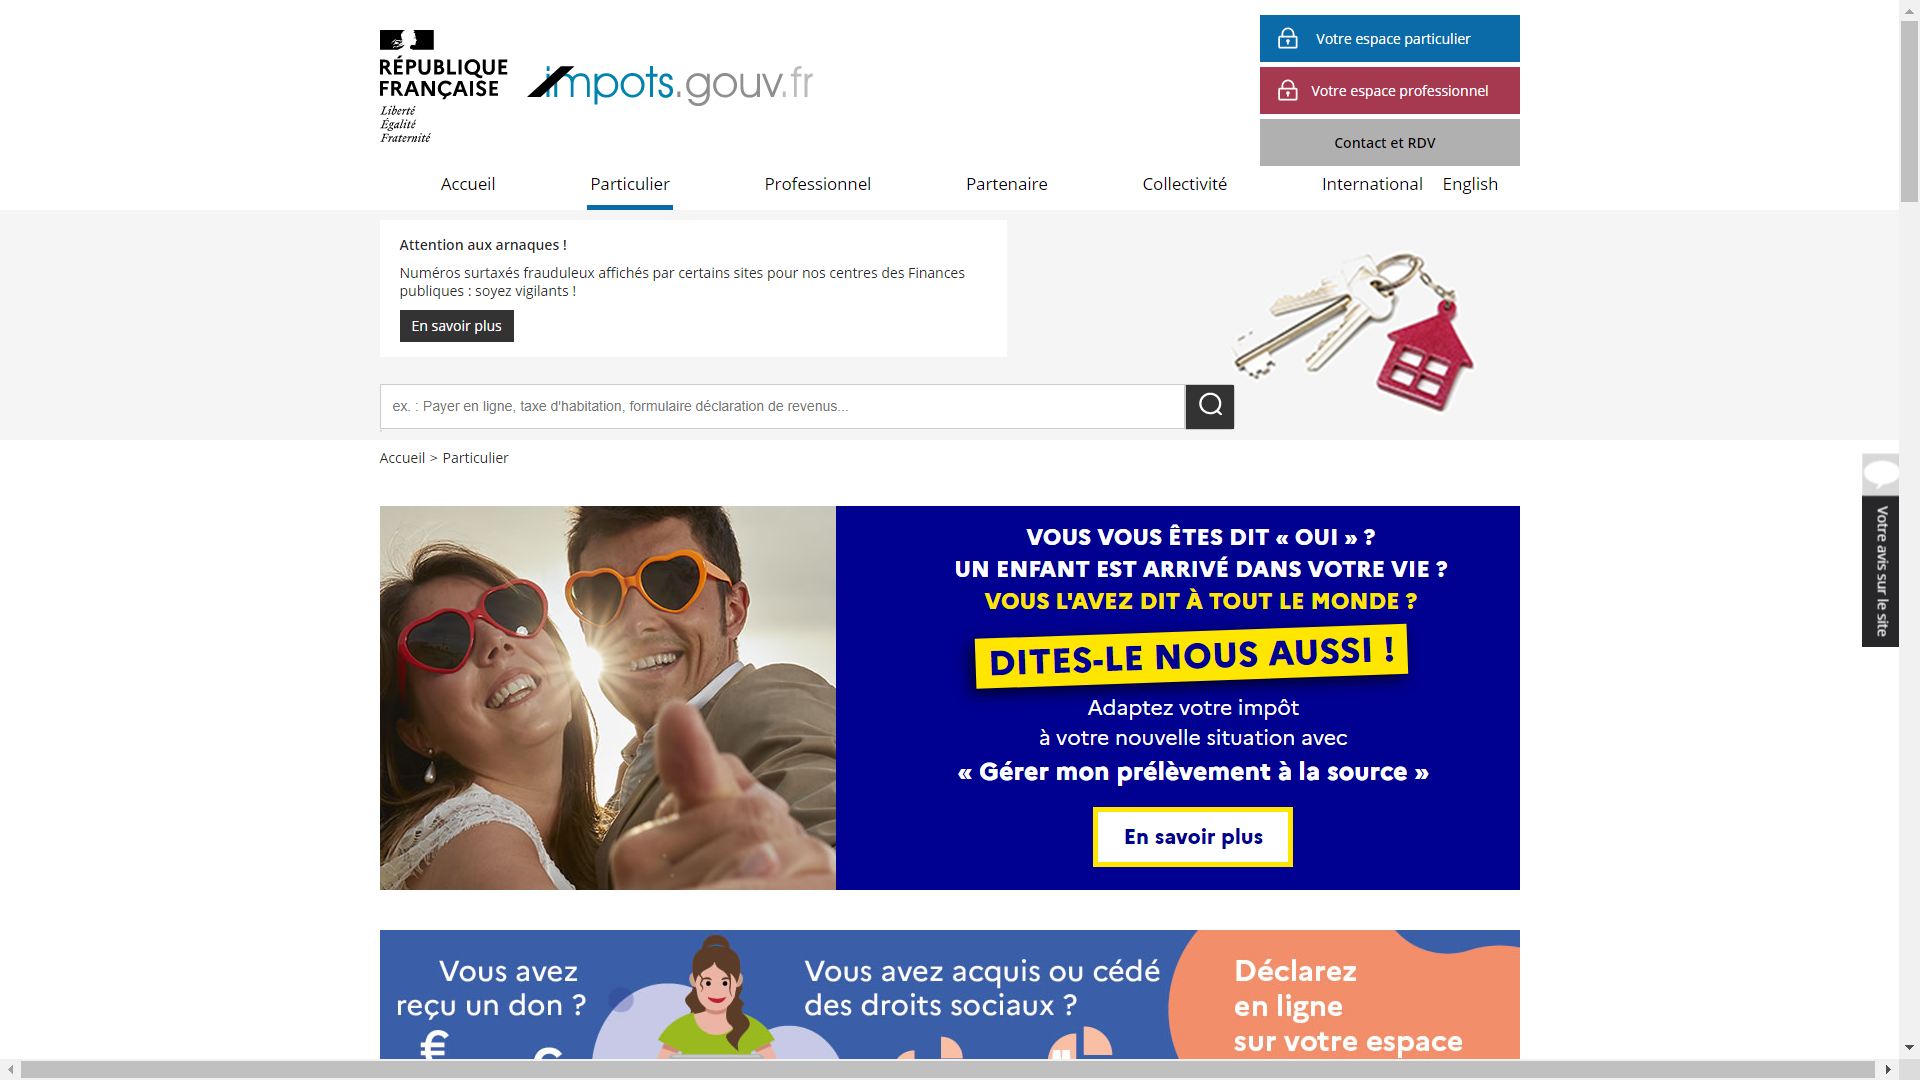 RÉPUBLIQUE
FRANÇAISE
Liberté
Égalité
Fraternité
impots.gouv.fr
Votre espace particulier
Votre espace professionnel
Contact et RDV
Accueil
Particulier
Professionnel
Partenaire
Collectivité
International
English
Attention aux arnaques !
Numéros surtaxés frauduleux affichés par certains sites pour nos centres des Finances
publiques : soyez vigilants !
En savoir plus
ex. : Payer en ligne, taxe d'habitation, formulaire déclaration de revenus...
Accueil > Particulier
Votre avis sur le site
VOUS VOUS ÊTES DIT « OUI » ?
UN ENFANT EST ARRIVÉ DANS VOTRE VIE ?
VOUS L'AVEZ DIT À TOUT LE MONDE ?
DITES-LE NOUS AUSSI !
Adaptez votre impôt
à votre nouvelle situation avec
« Gérer mon prélèvement à la source »
En savoir plus
Vous avez
reçu un don ?
€
Vous avez acquis ou cédé
des droits sociaux ?
Déclarez
en ligne
sur votre espace